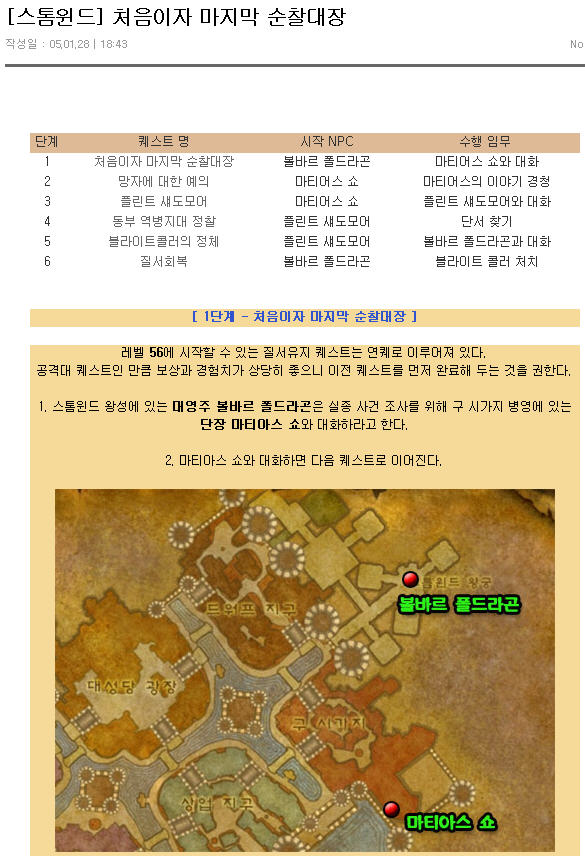 [스톰윈드] 처음이자 마지막 순찰대장
작성일 : 05,01,28 | 18:43 No
단계 퀘스트 명 시작 NPC 수행 임무
1 처음이자 마지막 순찰대장 볼바르 폴드라곤 마티어스 쇼와 대화
2 망자에 대한 예의 마티어스 쇼 마티어스의 이야기 경청
3 플린트 섀도모어 마티어스 쇼 플린트 섀도모어와 대화
4 동부 역병지대 정찰 플린트 섀도모어 단서 찾기
5 블라이트콜러의 정체 플린트 섀도모어 볼바르 폴드라곤과 대화
6 질서회복 볼바르 폴드라곤 블라이트 콜러 처치
[ 1단계 - 처음이자 마지막 순찰대장 ]
레벨 56에 시작할 수 있는 질서유지 퀘스트는 연퀘로 이루어져 있다.
공격대 퀘스트인 만큼 보상과 경험치가 상당히 좋으니 이전 퀘스트를 먼저 완료해 두는 것을 권한다.
1. 스톰윈드 왕성에 있는 대영주 볼바르 폴드라곤은 실종 사건 조사를 위해 구 시가지 병영에 있는
단장 마티아스 쇼와 대화하라고 한다.
2. 마티아스 쇼와 대화하면 다음 퀘스트로 이어진다.
톰윈드 왕궁
볼바르 폴드라곤
드워프 지구
대성당 광장
구 시가지
상업 지구
마티아스 쇼